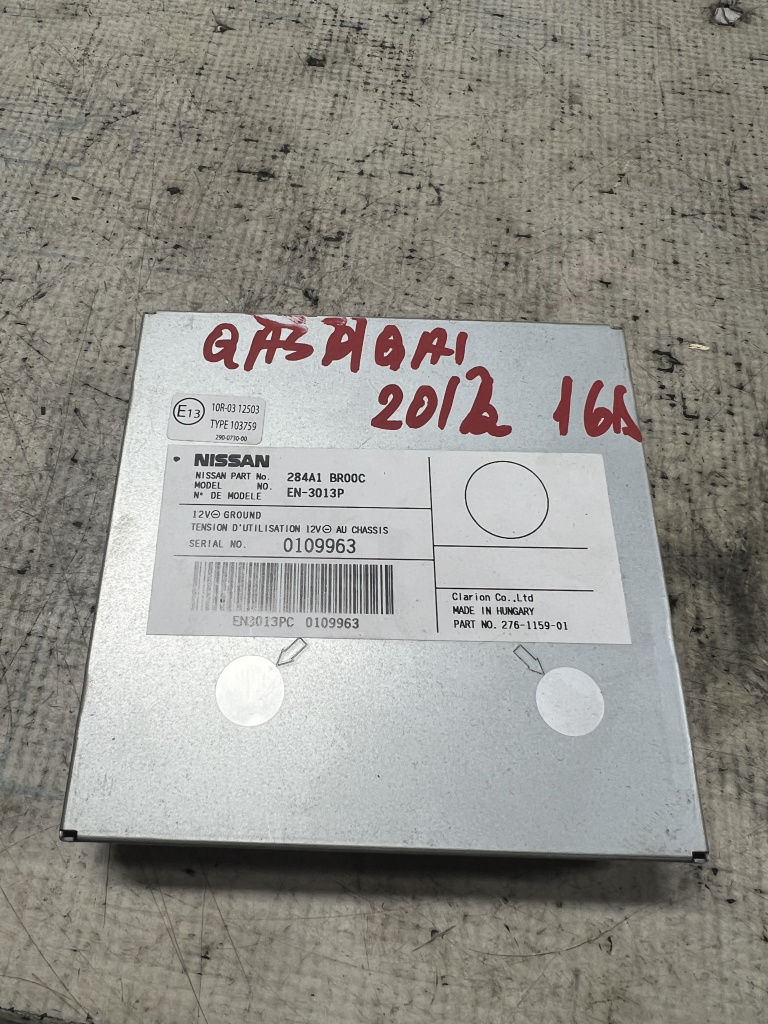 QASHQAI
2012 16D
E13
10R-03 12503
TYPE 103759
290-0730-00
NISSAN
NISSAN PART No. 284A1 BR00C
MODEL NO. EN-3013P
N° DE MODELE
12V⊖ GROUND
TENSION D'UTILISATION 12V⊖ AU CHASSIS
SERIAL NO. 0109963
EN3013PC 0109963
Clarion Co.,Ltd
MADE IN HUNGARY
PART NO. 276-1159-01